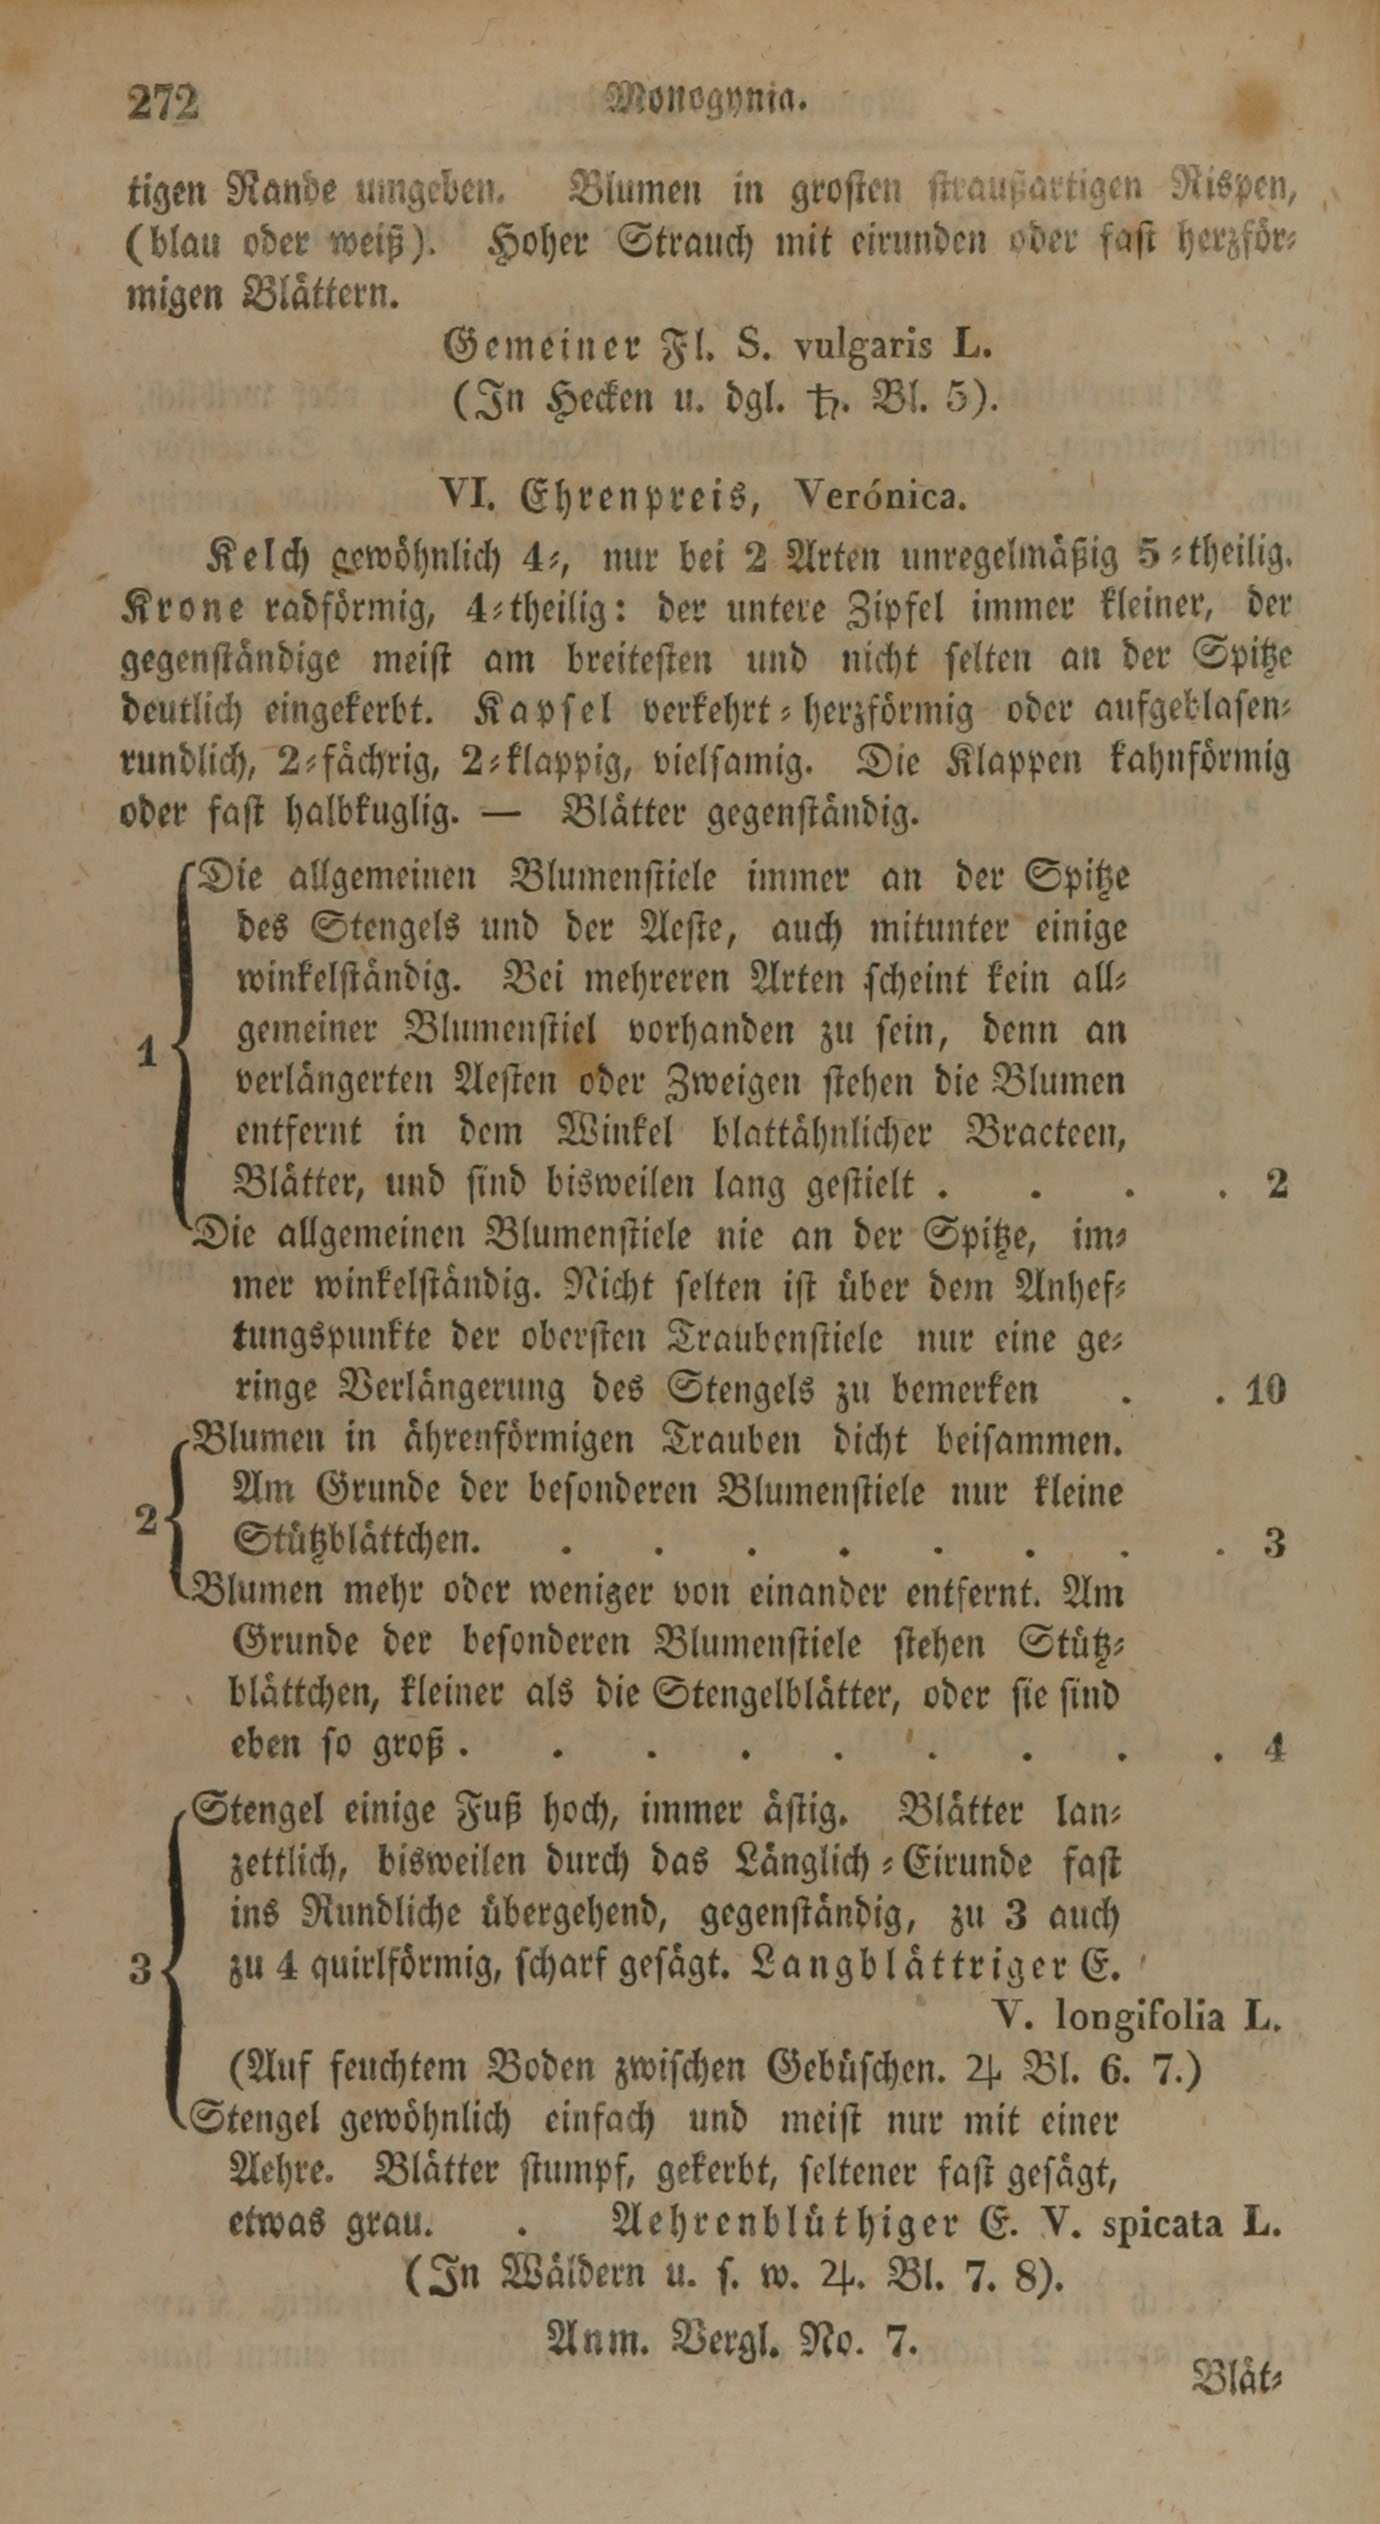 272 Monogynia.
tigen Rande umgeben. Blumen in grosten straußartigen Rispen,
(blau oder weiß). Hoher Strauch mit eirunden oder fast herzför⸗
migen Blättern.
Gemeiner Fl. S. vulgaris L.
(In Hecken u. dgl. ♄. Bl. 5).
VI. Ehrenpreis, Verónica.
Kelch gewöhnlich 4⸗, nur bei 2 Arten unregelmäßig 5⸗theilig.
Krone radförmig, 4⸗theilig: der untere Zipfel immer kleiner, der
gegenständige meist am breitesten und nicht selten an der Spitze
deutlich eingekerbt. Kapsel verkehrt⸗herzförmig oder aufgeblasen⸗
rundlich, 2⸗fächrig, 2⸗klappig, vielsamig. Die Klappen kahnförmig
oder fast halbkuglig. — Blätter gegenständig.
Die allgemeinen Blumenstiele immer an der Spitze
des Stengels und der Aeste, auch mitunter einige
winkelständig. Bei mehreren Arten scheint kein all⸗
gemeiner Blumenstiel vorhanden zu sein, denn an
1
verlängerten Aesten oder Zweigen stehen die Blumen
entfernt in dem Winkel blattähnlicher Bracteen,
Blätter, und sind bisweilen lang gestielt . . . . 2
Die allgemeinen Blumenstiele nie an der Spitze, im⸗
mer winkelständig. Nicht selten ist über dem Anhef⸗
tungspunkte der obersten Traubenstiele nur eine ge⸗
ringe Verlängerung des Stengels zu bemerken . . 10
Blumen in ährenförmigen Trauben dicht beisammen.
Am Grunde der besonderen Blumenstiele nur kleine
2
Stützblättchen. . . . . . . . . 3
Blumen mehr oder weniger von einander entfernt. Am
Grunde der besonderen Blumenstiele stehen Stütz⸗
blättchen, kleiner als die Stengelblätter, oder sie sind
eben so groß . . . . . . . . . 4
Stengel einige Fuß hoch, immer ästig. Blätter lan⸗
zettlich, bisweilen durch das Länglich⸗Eirunde fast
ins Rundliche übergehend, gegenständig, zu 3 auch
3 zu 4 quirlförmig, scharf gesägt. Langblättriger E.
V. longifolia L.
(Auf feuchtem Boden zwischen Gebüschen. ♃ Bl. 6. 7.)
Stengel gewöhnlich einfach und meist nur mit einer
Aehre. Blätter stumpf, gekerbt, seltener fast gesägt,
etwas grau. . Aehrenblüthiger E. V. spicata L.
(In Wäldern u. s. w. ♃. Bl. 7. 8).
Anm. Vergl. No. 7.
Blät⸗